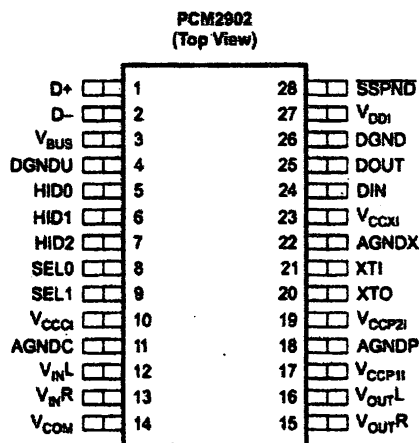 PCM2902
(Top View)
D+ 1 28 SSPND
D– 2 27 VDDI
VBUS 3 26 DGND
DGNDU 4 25 DOUT
HID0 5 24 DIN
HID1 6 23 VCCXI
HID2 7 22 AGNDX
SEL0 8 21 XTI
SEL1 9 20 XTO
VCCCI 10 19 VCCP2I
AGNDC 11 18 AGNDP
VINL 12 17 VCCP1I
VINR 13 16 VOUTL
VCOM 14 15 VOUTR